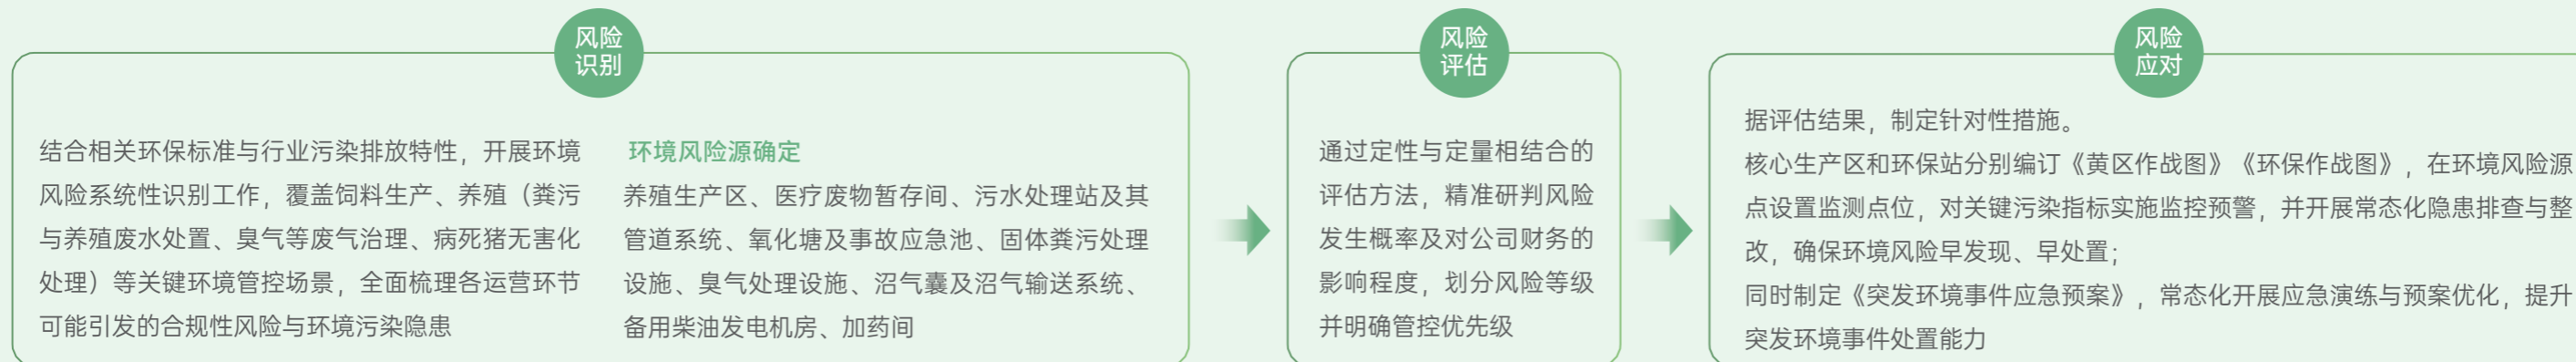 风险
识别
结合相关环保标准与行业污染排放特性，开展环境
风险系统性识别工作，覆盖饲料生产、养殖（粪污
与养殖废水处置、臭气等废气治理、病死猪无害化
处理）等关键环境管控场景，全面梳理各运营环节
可能引发的合规性风险与环境污染隐患
环境风险源确定
养殖生产区、医疗废物暂存间、污水处理站及其
管道系统、氧化塘及事故应急池、固体粪污处理
设施、臭气处理设施、沼气囊及沼气输送系统、
备用柴油发电机房、加药间
风险
评估
通过定性与定量相结合的
评估方法，精准研判风险
发生概率及对公司财务的
影响程度，划分风险等级
并明确管控优先级
风险
应对
据评估结果，制定针对性措施。
核心生产区和环保站分别编订《黄区作战图》《环保作战图》，在环境风险源
点设置监测点位，对关键污染指标实施监控预警，并开展常态化隐患排查与整
改，确保环境风险早发现、早处置；
同时制定《突发环境事件应急预案》，常态化开展应急演练与预案优化，提升
突发环境事件处置能力